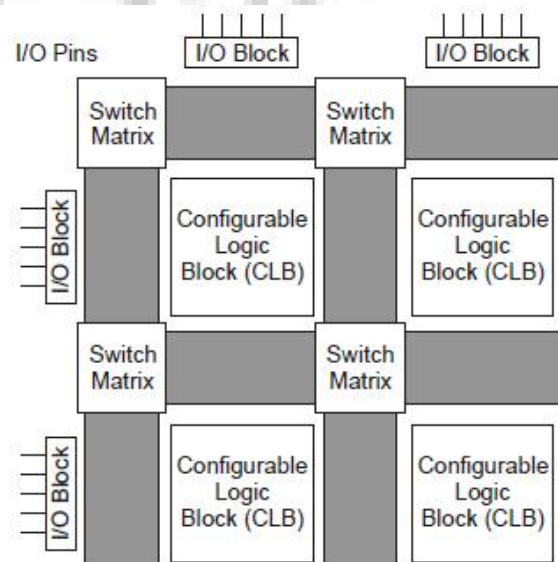 I/O Pins
I/O Block
I/O Block
Switch
Matrix
Switch
Matrix
I/O Block
Configurable
Logic
Block (CLB)
Configurable
Logic
Block (CLB)
Switch
Matrix
Switch
Matrix
I/O Block
Configurable
Logic
Block (CLB)
Configurable
Logic
Block (CLB)